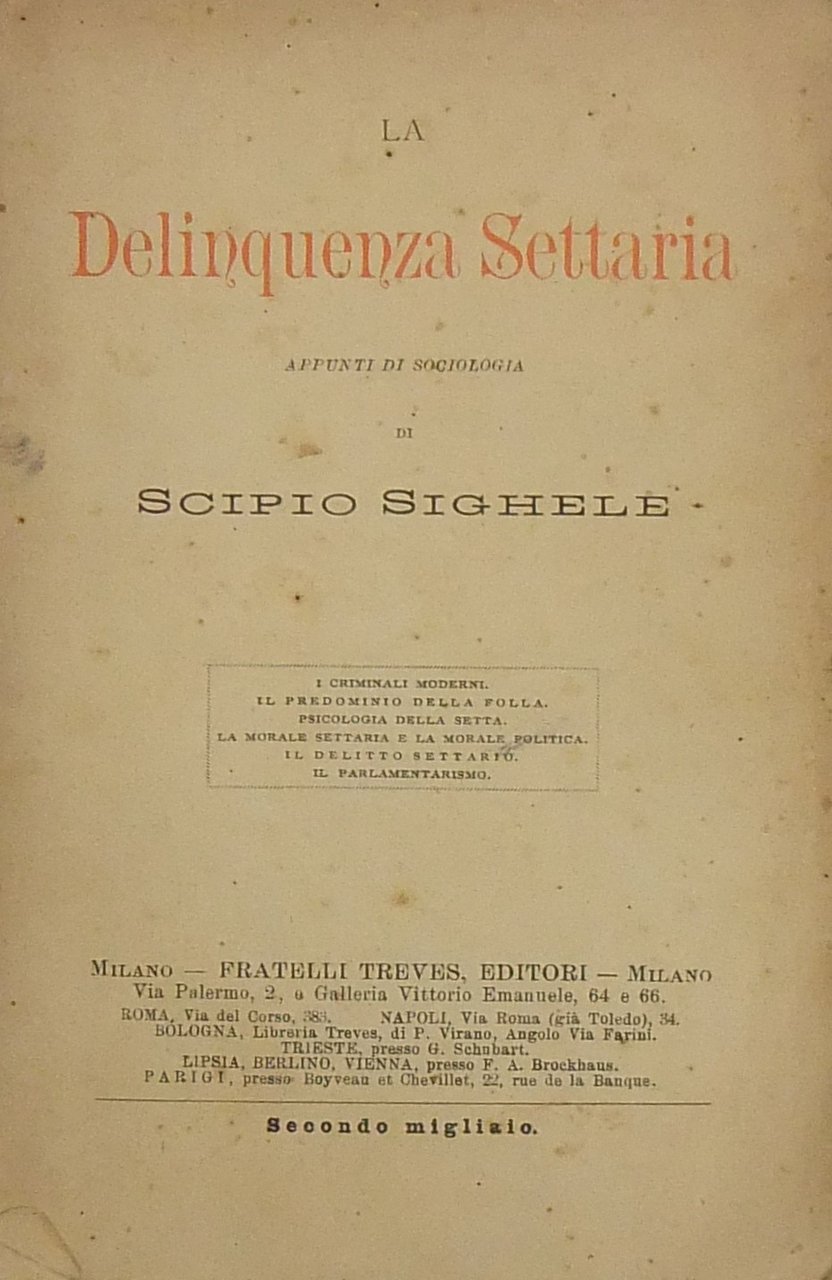 LA
Delinquenza Settaria
APPUNTI DI SOCIOLOGIA
DI
SCIPIO SIGHELE
I CRIMINALI MODERNI.
IL PREDOMINIO DELLA FOLLA.
PSICOLOGIA DELLA SETTA.
LA MORALE SETTARIA E LA MORALE POLITICA.
IL DELITTO SETTARIO.
IL PARLAMENTARISMO.
MILANO — FRATELLI TREVES, EDITORI — MILANO
Via Palermo, 2, e Galleria Vittorio Emanuele, 64 e 66.
ROMA, Via del Corso, 383. NAPOLI, Via Roma (già Toledo), 34.
BOLOGNA, Libreria Treves, di P. Virano, Angolo Via Farini.
TRIESTE, presso G. Schubart.
LIPSIA, BERLINO, VIENNA, presso F. A. Brockhaus.
PARIGI, presso Boyveau et Chevillet, 22, rue de la Banque.
Secondo migliaio.